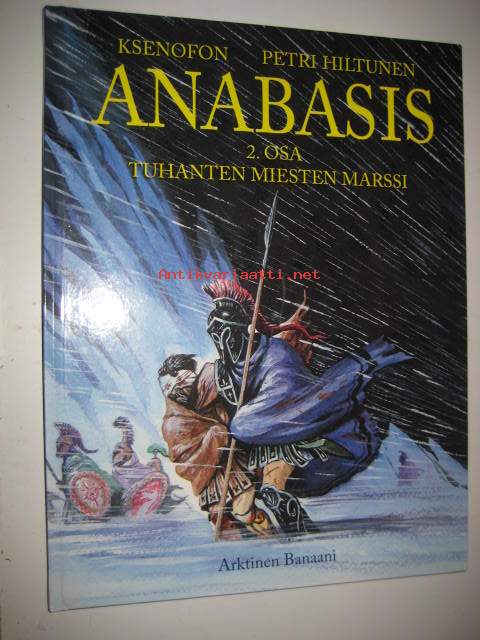 KSENOFON PETRI HILTUNEN
ANABASIS
2. OSA
TUHANTEN MIESTEN MARSSI
Antikvariaatti.net
Arktinen Banaani